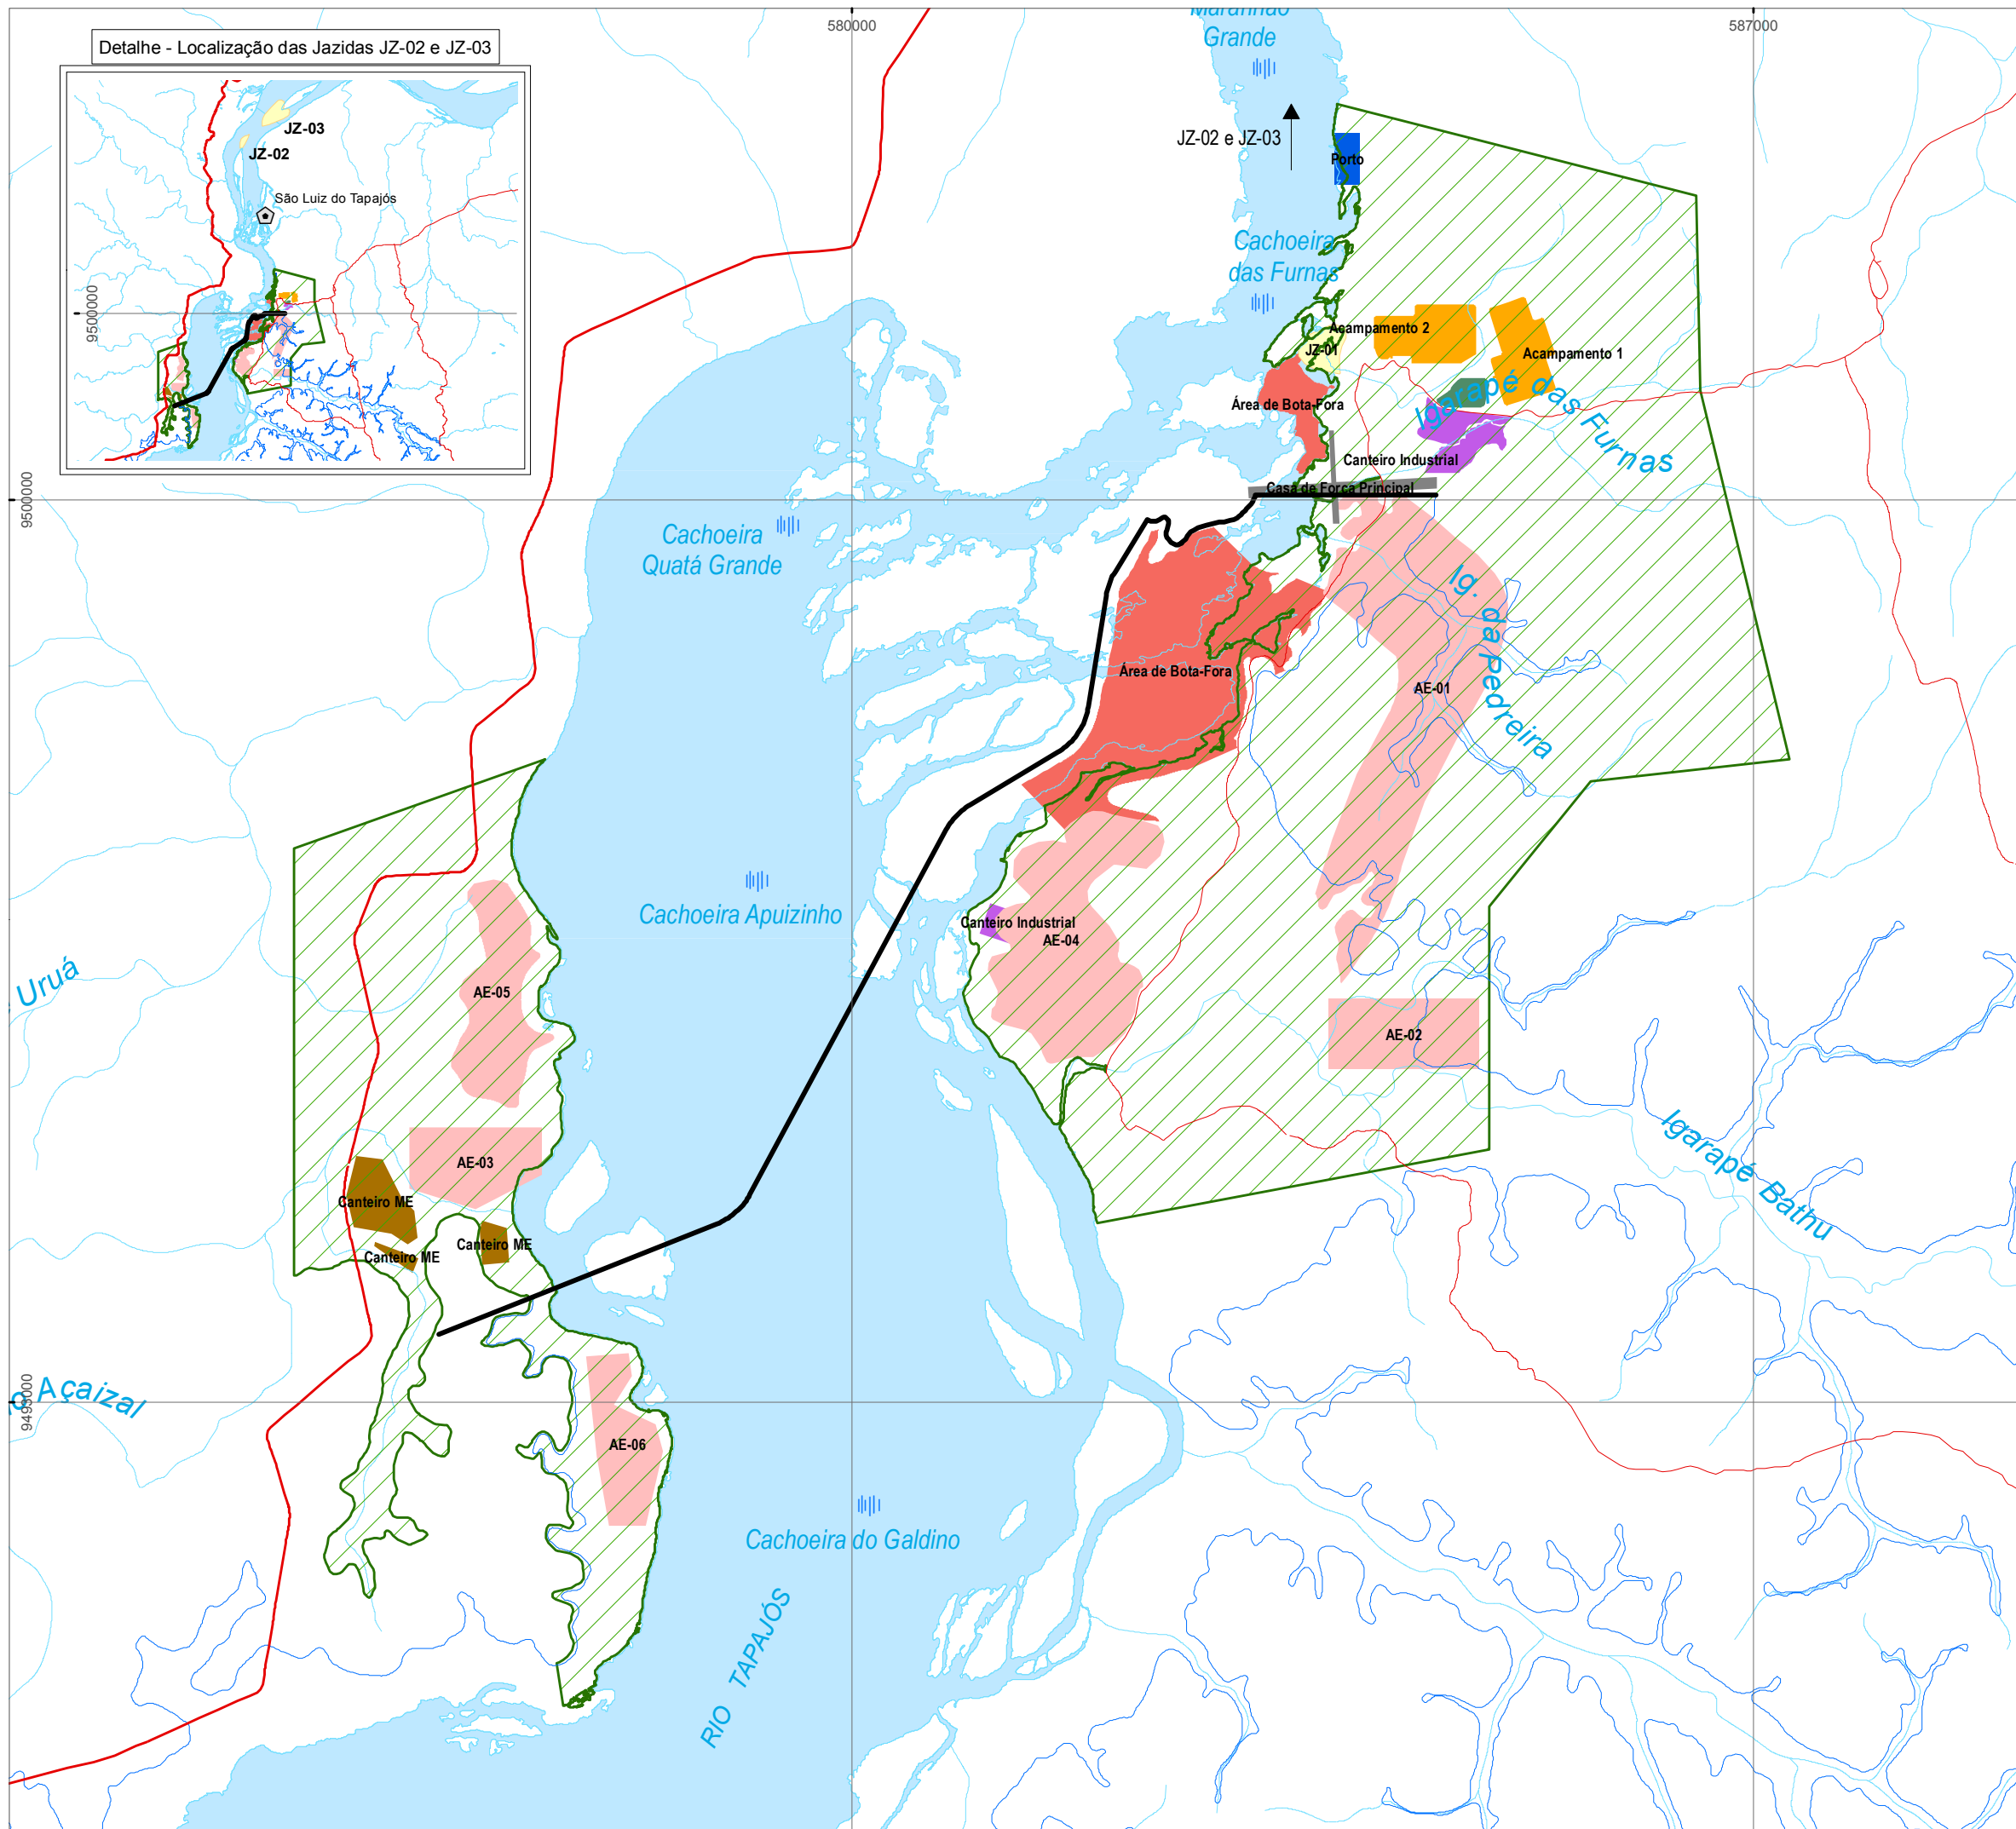 580000
587000
Maranhão
Grande
Detalhe - Localização das Jazidas JZ-02 e JZ-03
JZ-03
JZ-02
São Luiz do Tapajós
9500000
JZ-02 e JZ-03
Porto
Cachoeira
das Furnas
Acampamento 2
JZ-01
Acampamento 1
Igarapé das Furnas
Área de Bota-Fora
Canteiro Industrial
Casa de Força Principal
9500000
Cachoeira
Quatá Grande
Ig. da Pedreira
Área de Bota-Fora
AE-01
Cachoeira Apuizinho
Canteiro Industrial
AE-04
Uruá
AE-05
AE-02
Igarapé Bathu
AE-03
Canteiro ME
Canteiro ME
Canteiro ME
9493000
Açaizal
AE-06
Cachoeira do Galdino
RIO TAPAJÓS